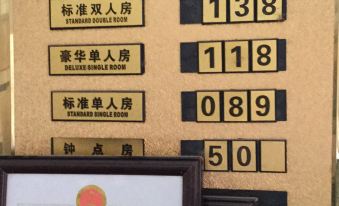 标准双人房 138
STANDARD DOUBLE ROOM
豪华单人房 118
DELUXE SINGLE ROOM
标准单人房 089
STANDARD SINGLE ROOM
钟点房 50